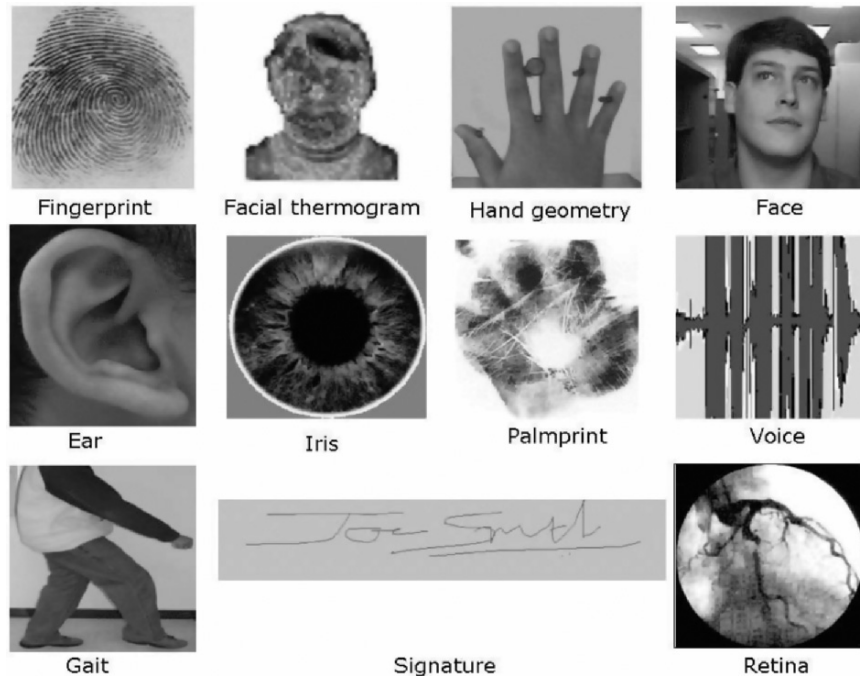 Fingerprint
Facial thermogram
Hand geometry
Face
Ear
Iris
Palmprint
Voice
Joe Smith
Gait
Signature
Retina